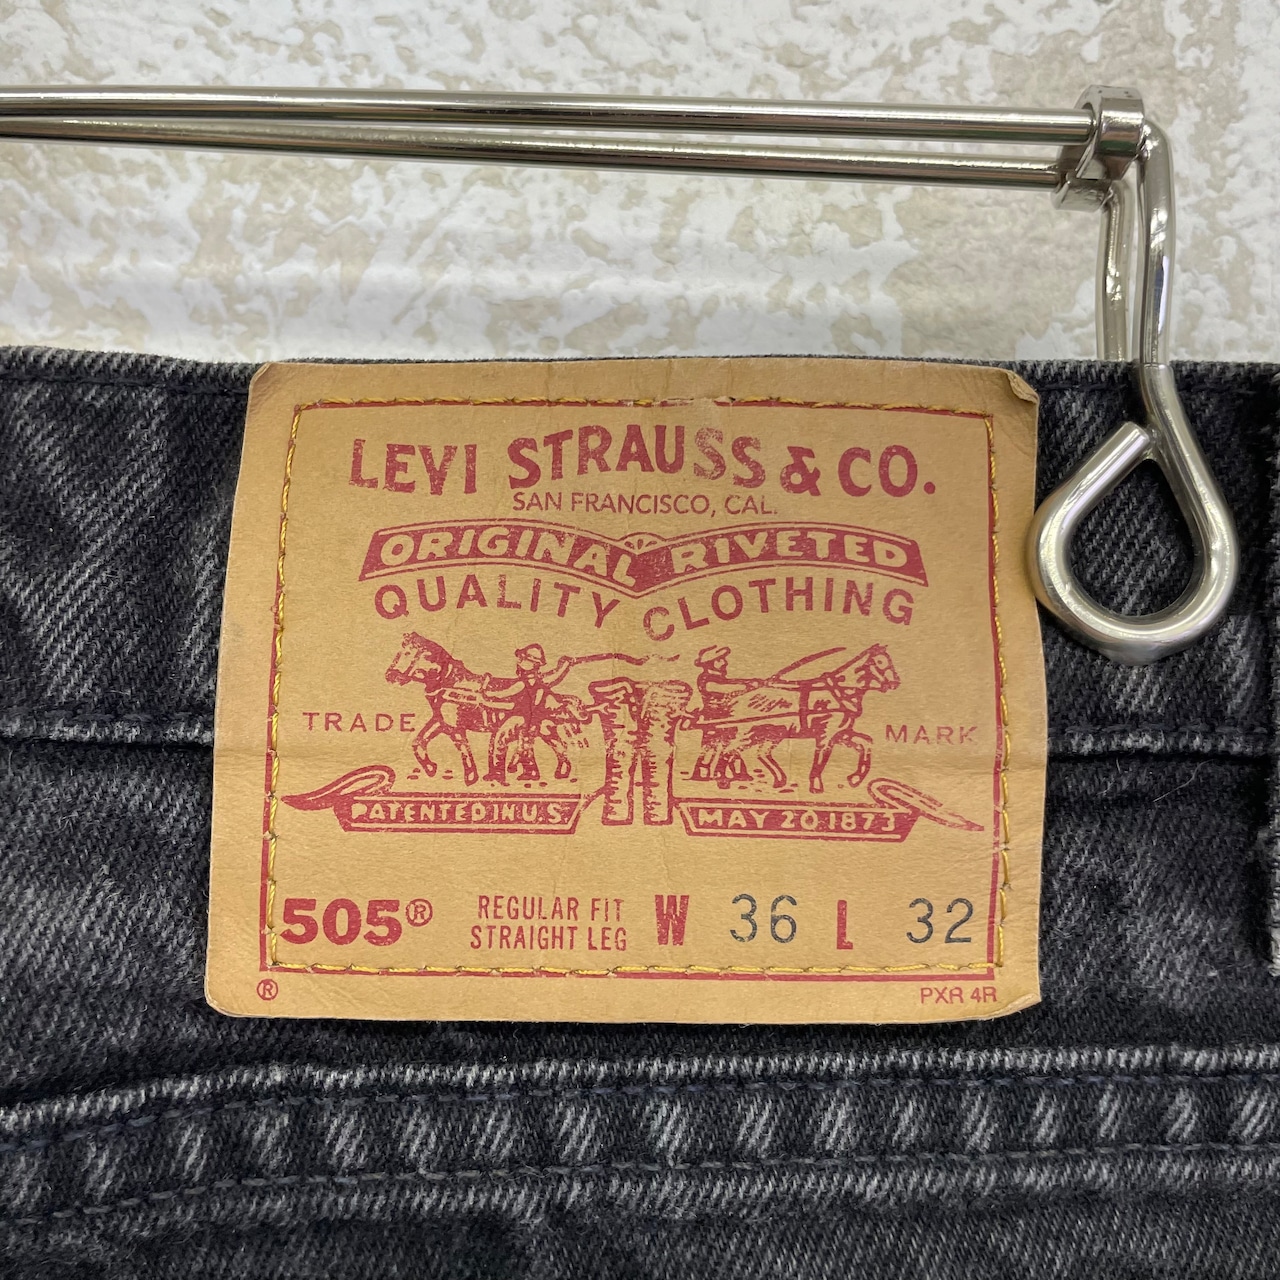 LEVI STRAUSS & CO.
SAN FRANCISCO, CAL.
ORIGINAL RIVETED
QUALITY CLOTHING
TRADE MARK
PATENTED IN U.S. MAY 20 1873
505® REGULAR FIT
STRAIGHT LEG W 36 L 32
® PXR 4R